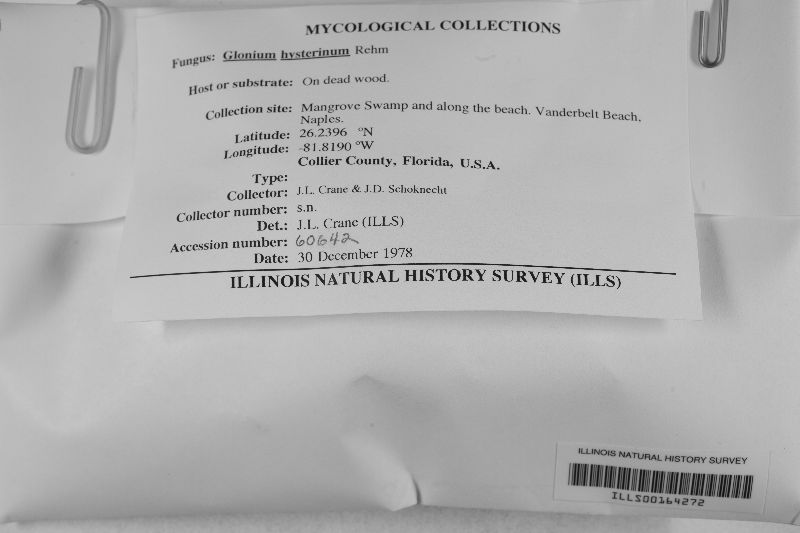 MYCOLOGICAL COLLECTIONS
Fungus: Glonium hysterinum Rehm
Host or substrate: On dead wood.
Collection site: Mangrove Swamp and along the beach. Vanderbelt Beach,
Naples.
Latitude: 26.2396 °N
Longitude: -81.8190 °W
Collier County, Florida, U.S.A.
Type:
Collector: J.L. Crane & J.D. Schoknecht
Collector number: s.n.
Det.: J.L. Crane (ILLS)
Accession number: 60642
Date: 30 December 1978
ILLINOIS NATURAL HISTORY SURVEY (ILLS)
ILLINOIS NATURAL HISTORY SURVEY
ILLS00164272